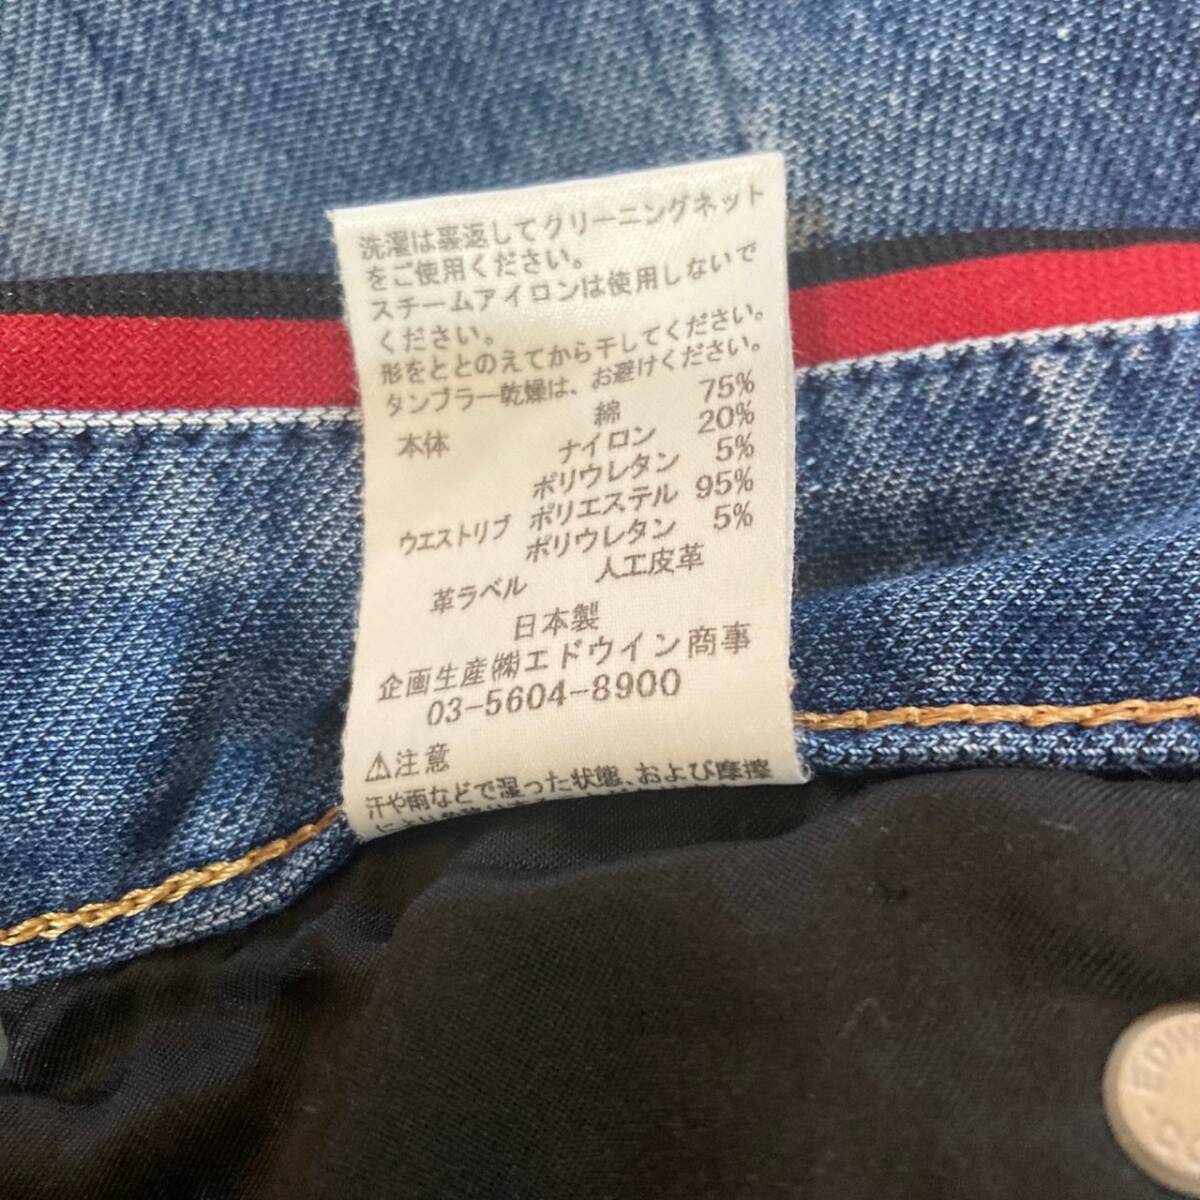 洗濯は裏返してクリーニングネット
をご使用ください。
スチームアイロンは使用しないで
ください。
形をととのえてから干してください。
タンブラー乾燥は、お避けください。
本体 綿 75%
ナイロン 20%
ポリウレタン 5%
ウエストリブ ポリエステル 95%
ポリウレタン 5%
革ラベル 人工皮革
日本製
企画生産㈱エドウイン商事
03-5604-8900
⚠注意
汗や雨などで湿った状態、および摩擦
EDW